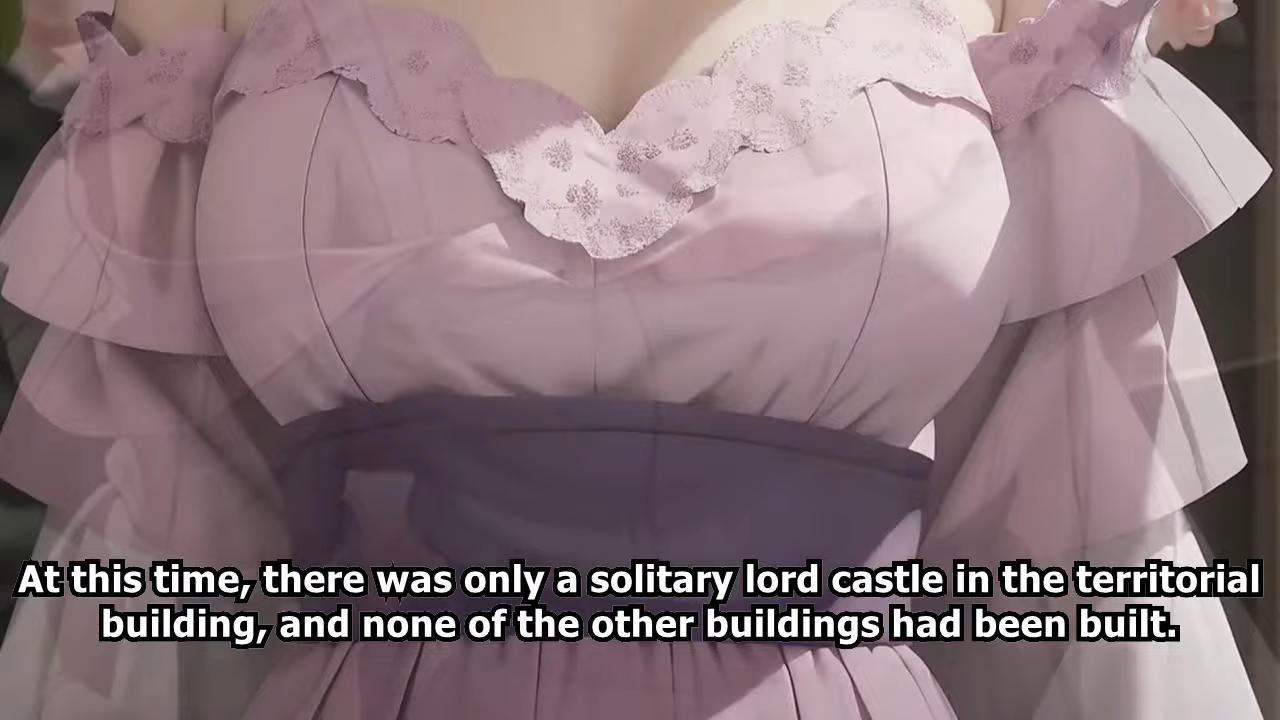 At this time, there was only a solitary lord castle in the territorial
building, and none of the other buildings had been built.